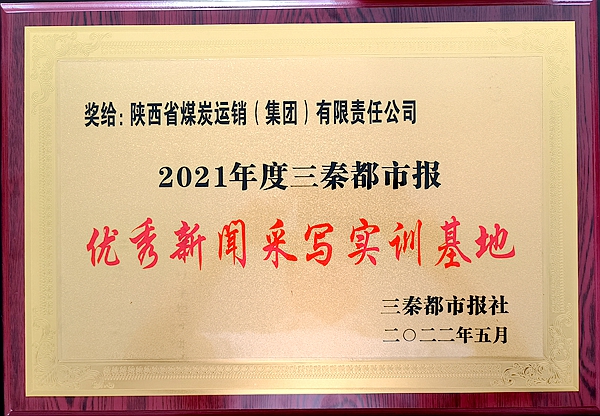 奖给：陕西省煤炭运销（集团）有限责任公司
2021年度三秦都市报
优秀新闻采写实训基地
三秦都市报社
二〇二二年五月